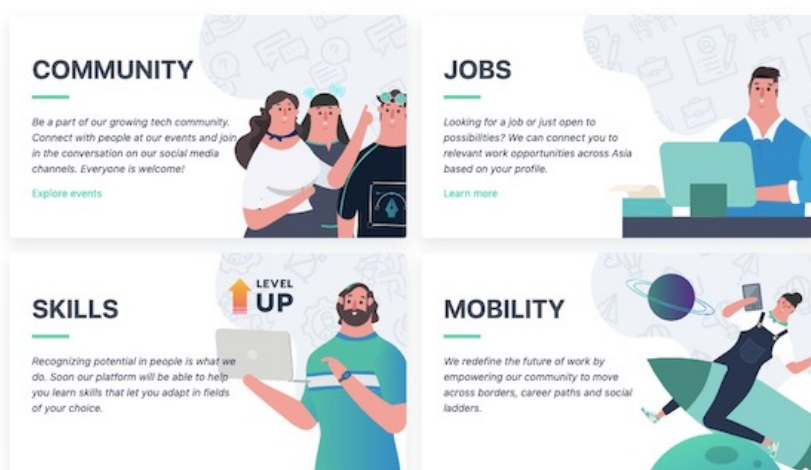 COMMUNITY
Be a part of our growing tech community.
Connect with people at our events and join
in the conversation on our social media
channels. Everyone is welcome!
Explore events
JOBS
Looking for a job or just open to
possibilities? We can connect you to
relevant work opportunities across Asia
based on your profile.
Learn more
SKILLS
LEVEL
UP
Recognizing potential in people is what we
do. Soon our platform will be able to help
you learn skills that let you adapt in fields
of your choice.
MOBILITY
We redefine the future of work by
empowering our community to move
across borders, career paths and social
ladders.